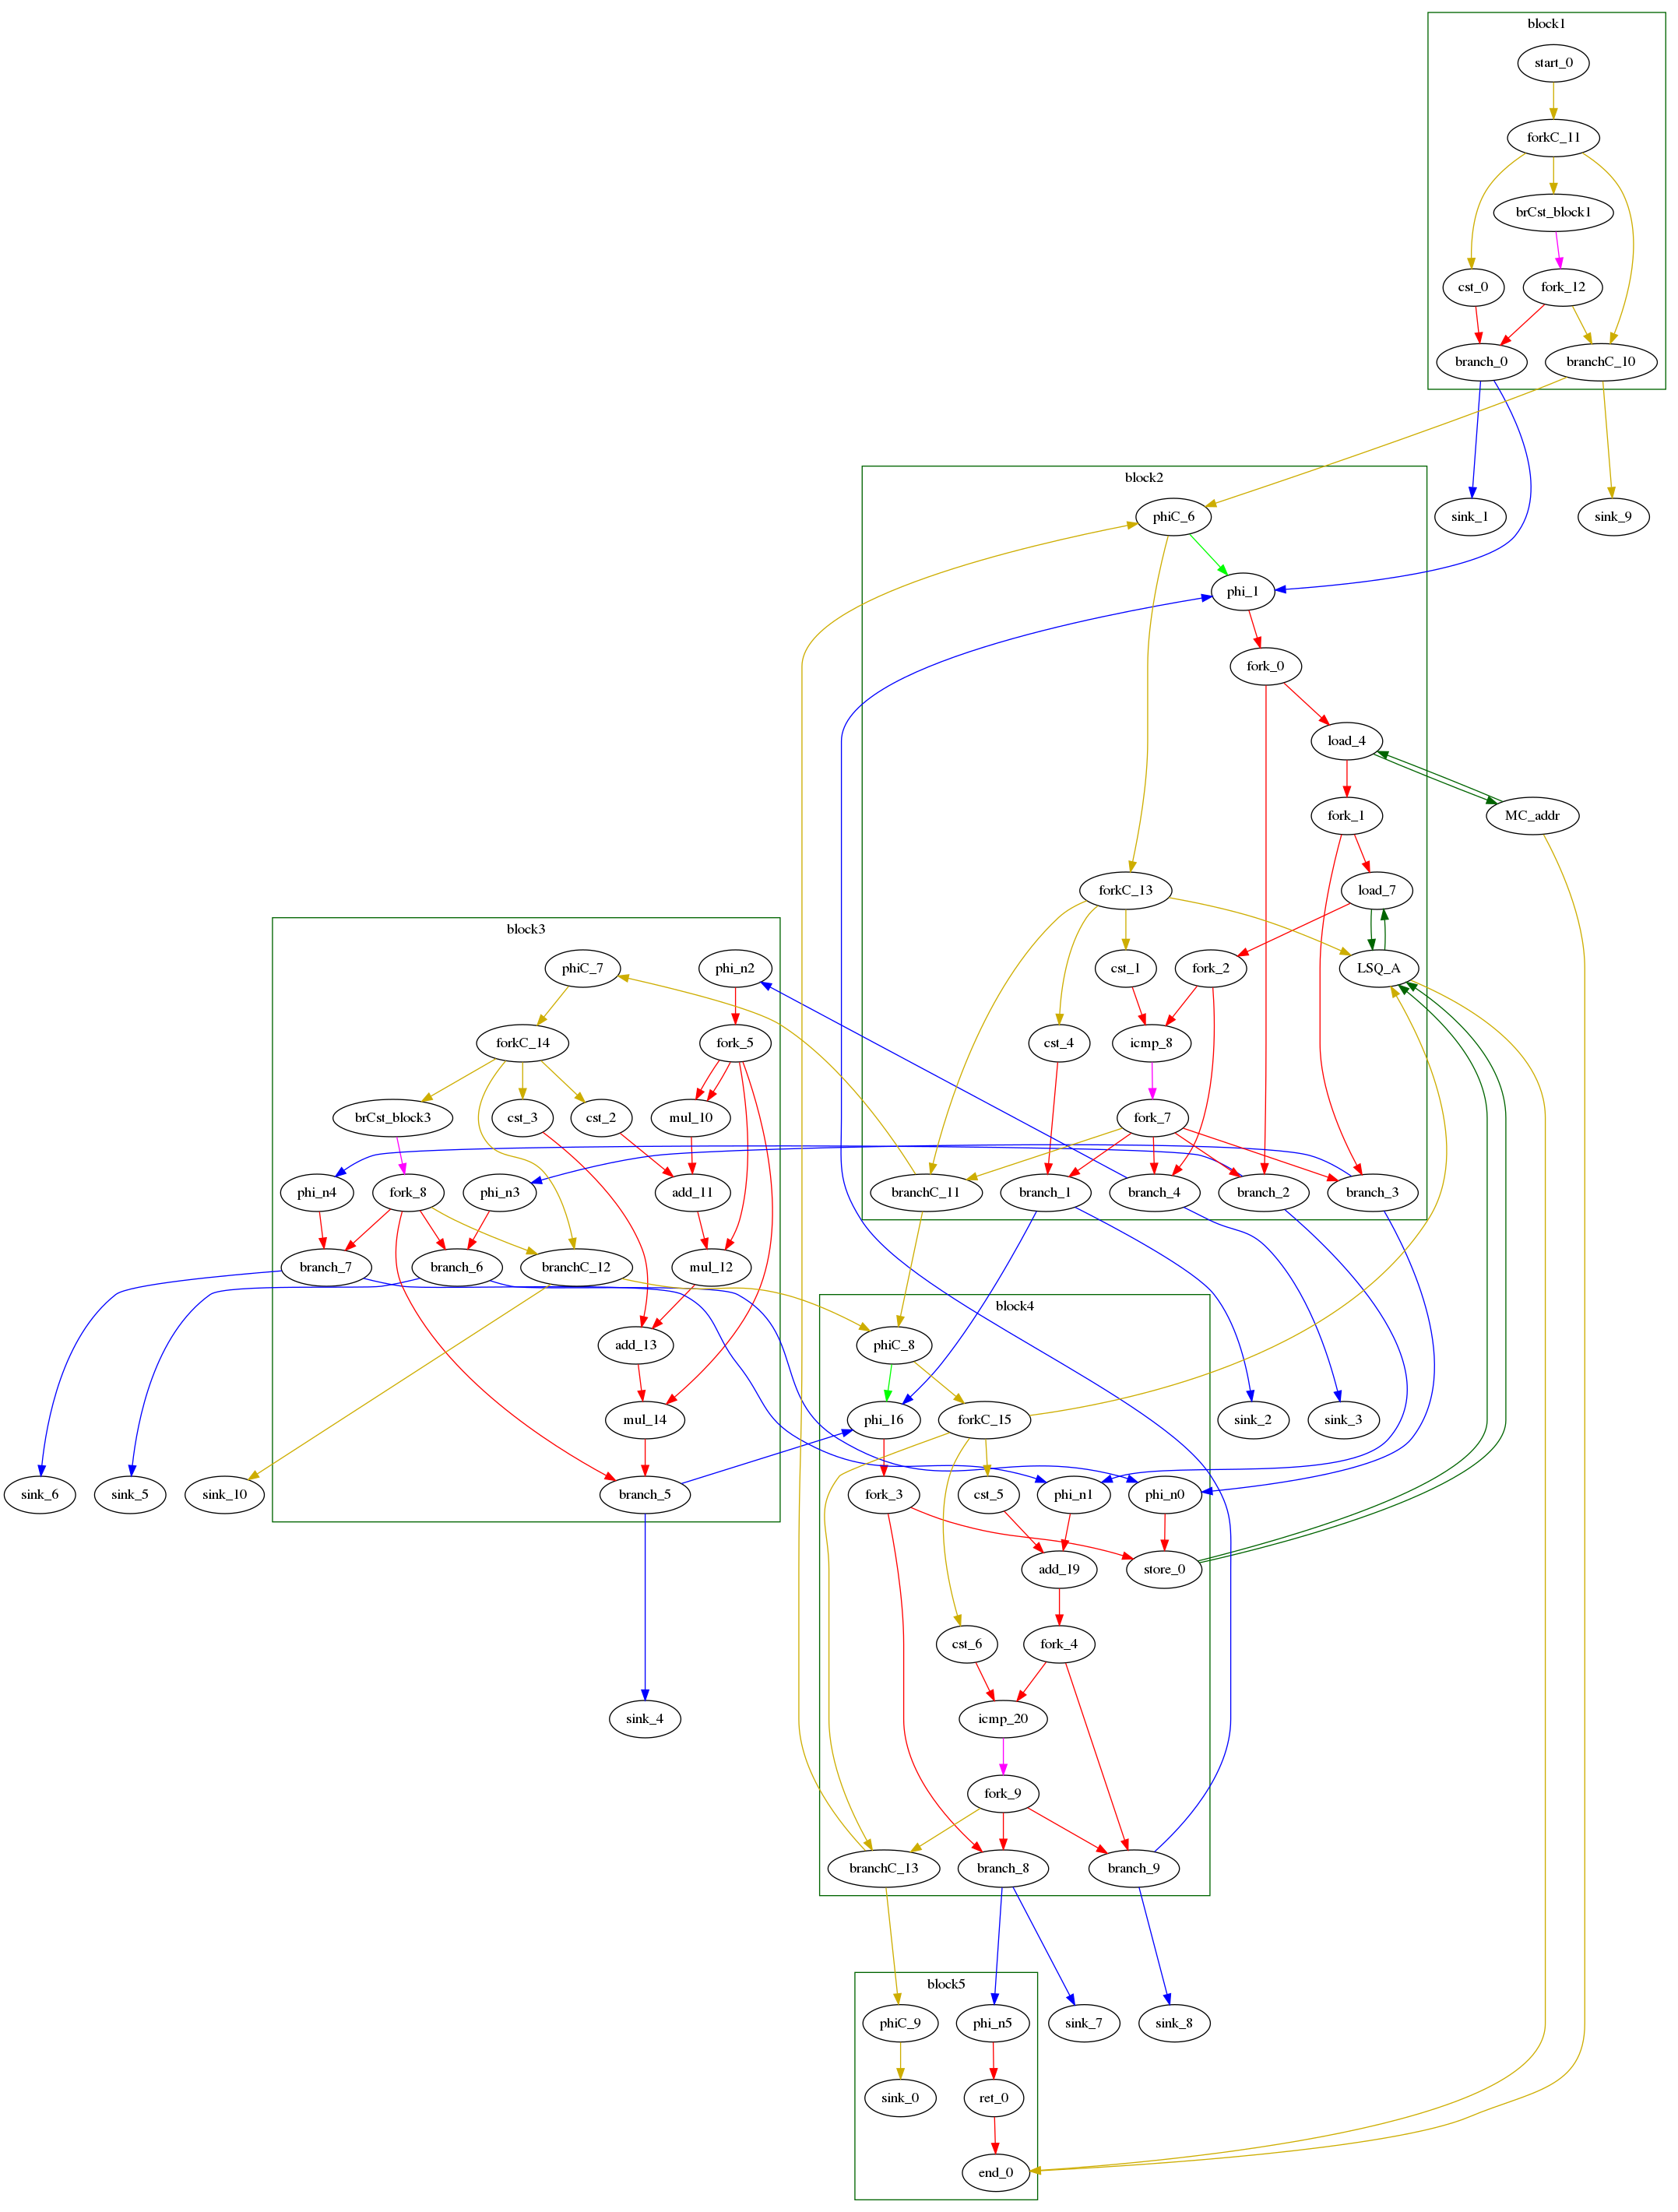 block1
start_0
forkC_11
brCst_block1
cst_0
fork_12
branch_0
branchC_10
block2
phiC_6
sink_1
sink_9
phi_1
fork_0
load_4
fork_1
MC_addr
forkC_13
load_7
block3
phiC_7
phi_n2
cst_1
fork_2
LSQ_A
forkC_14
fork_5
cst_4
icmp_8
brCst_block3
cst_3
cst_2
mul_10
fork_7
phi_n4
fork_8
phi_n3
add_11
branchC_11
branch_1
branch_4
branch_2
branch_3
branch_7
branch_6
branchC_12
mul_12
block4
add_13
phiC_8
mul_14
phi_16
forkC_15
sink_2
sink_3
sink_6
sink_5
sink_10
branch_5
fork_3
cst_5
phi_n1
phi_n0
add_19
store_0
cst_6
fork_4
sink_4
icmp_20
fork_9
branchC_13
branch_8
branch_9
block5
phiC_9
phi_n5
sink_7
sink_8
sink_0
ret_0
end_0